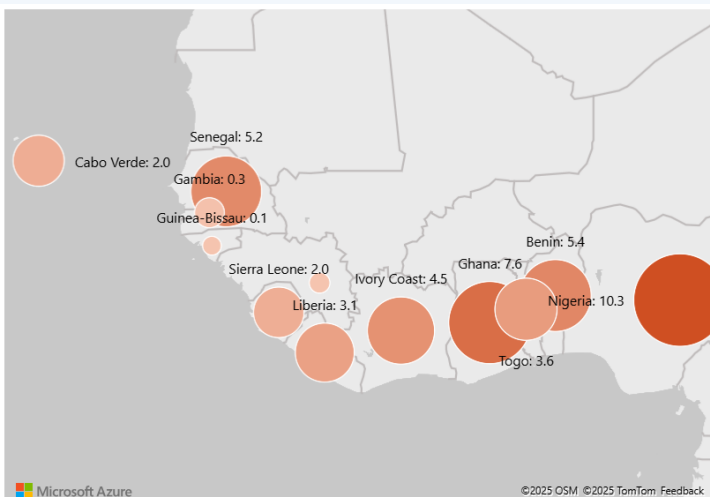 Senegal: 5.2
Cabo Verde: 2.0
Gambia: 0.3
Guinea-Bissau: 0.1
Benin: 5.4
Ghana: 7.6
Sierra Leone: 2.0
Ivory Coast: 4.5
Liberia: 3.1
Nigeria: 10.3
Togo: 3.6
Microsoft Azure
©2025 OSM ©2025 TomTom Feedback